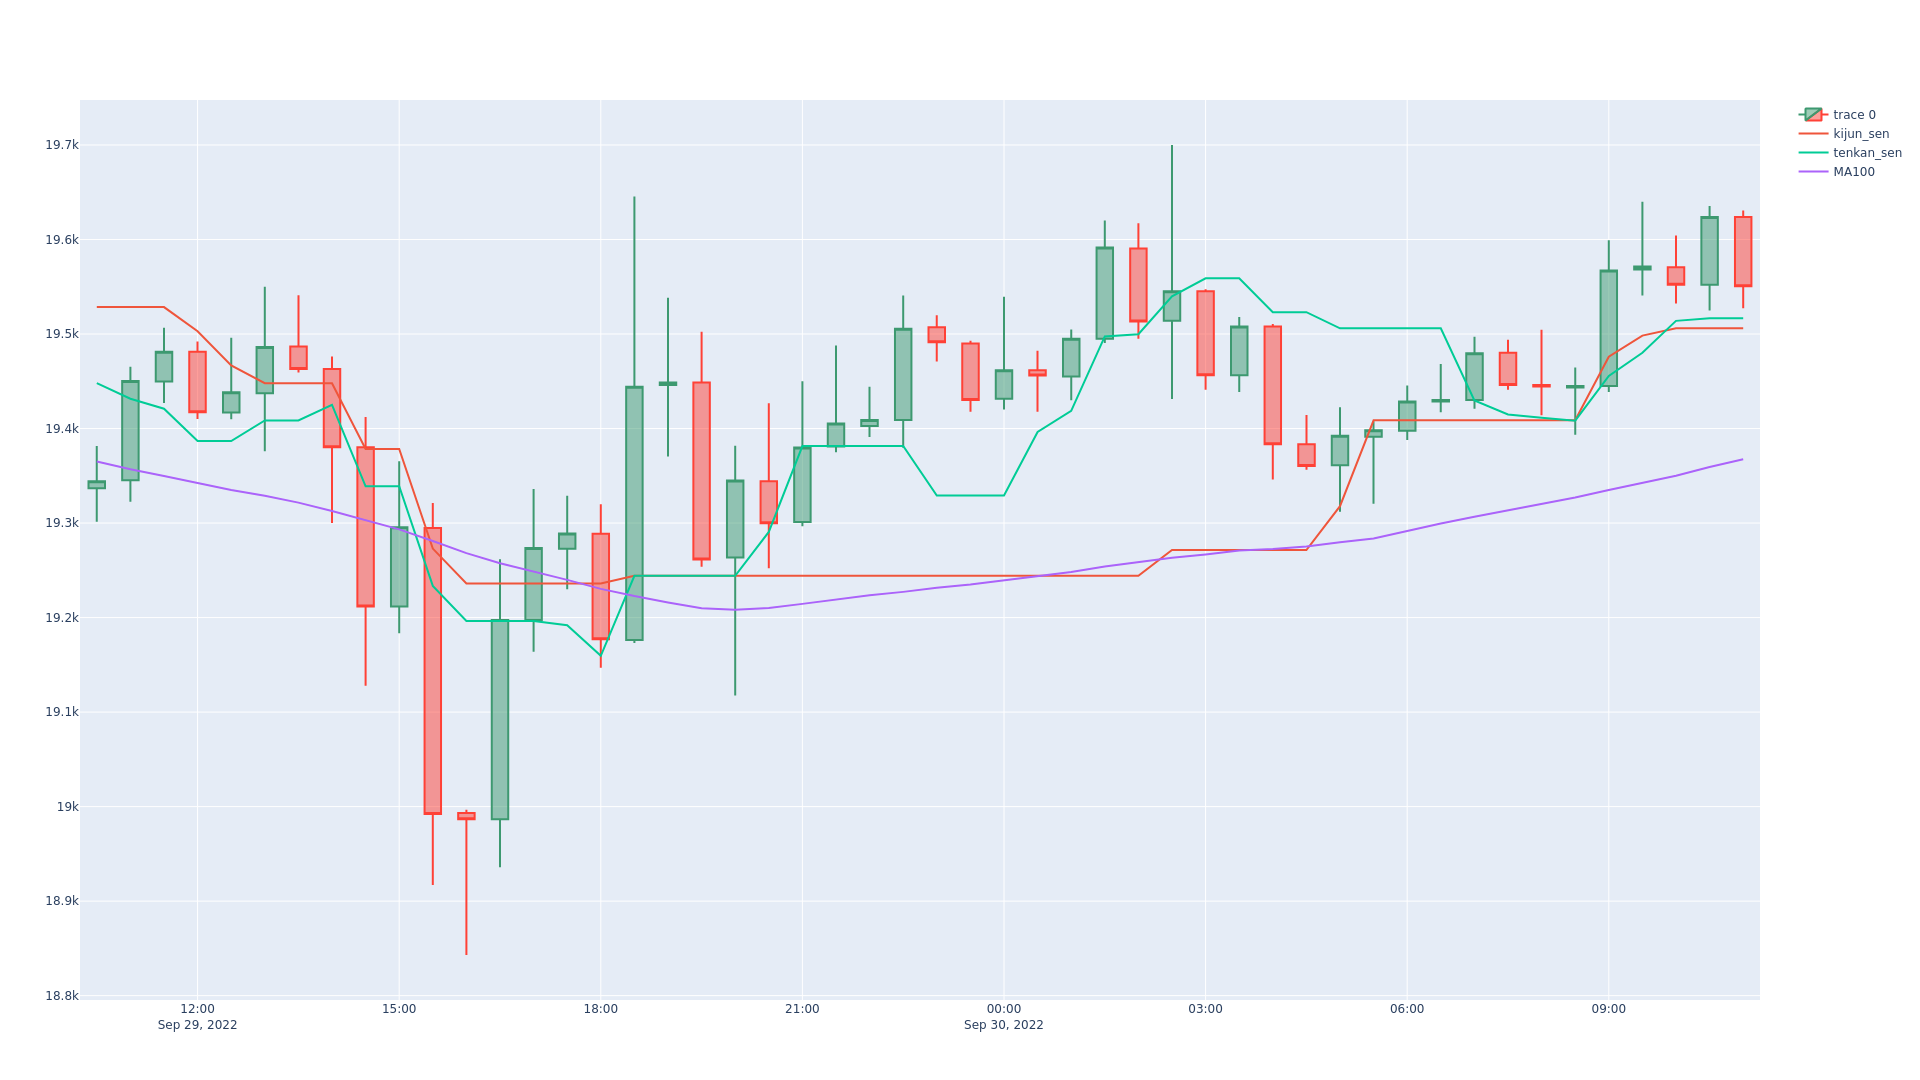 trace 0
kijun_sen
tenkan_sen
MA100
19.7k
19.6k
19.5k
19.4k
19.3k
19.2k
19.1k
19k
18.9k
18.8k
12:00 15:00 18:00 21:00 00:00 03:00 06:00 09:00
Sep 29, 2022 Sep 30, 2022